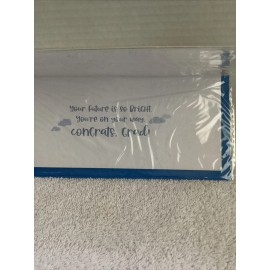 Your future is so bright.
You're on your way.
Congrats, Grad!